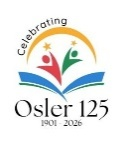 Celebrating
Osler 125
1901 - 2026